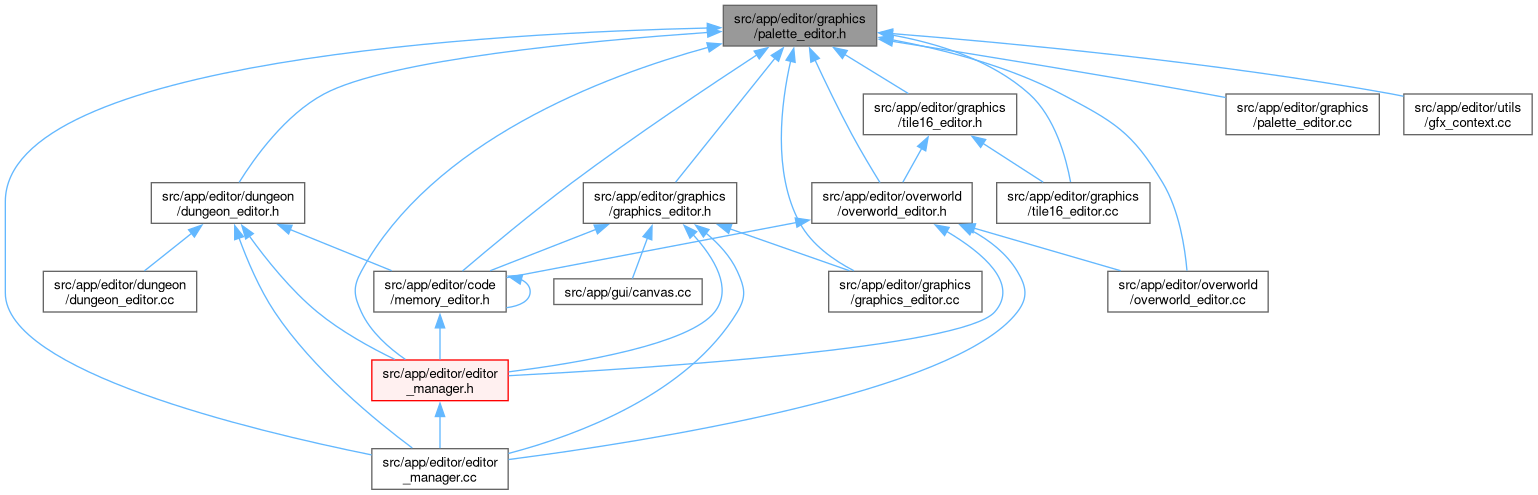 src/app/editor/graphics
/palette_editor.h
src/app/editor/graphics
/tile16_editor.h
src/app/editor/graphics
/palette_editor.cc
src/app/editor/utils
/gfx_context.cc
src/app/editor/dungeon
/dungeon_editor.h
src/app/editor/graphics
/graphics_editor.h
src/app/editor/overworld
/overworld_editor.h
src/app/editor/graphics
/tile16_editor.cc
src/app/editor/dungeon
/dungeon_editor.cc
src/app/editor/code
/memory_editor.h
src/app/gui/canvas.cc
src/app/editor/graphics
/graphics_editor.cc
src/app/editor/overworld
/overworld_editor.cc
src/app/editor/editor
_manager.h
src/app/editor/editor
_manager.cc